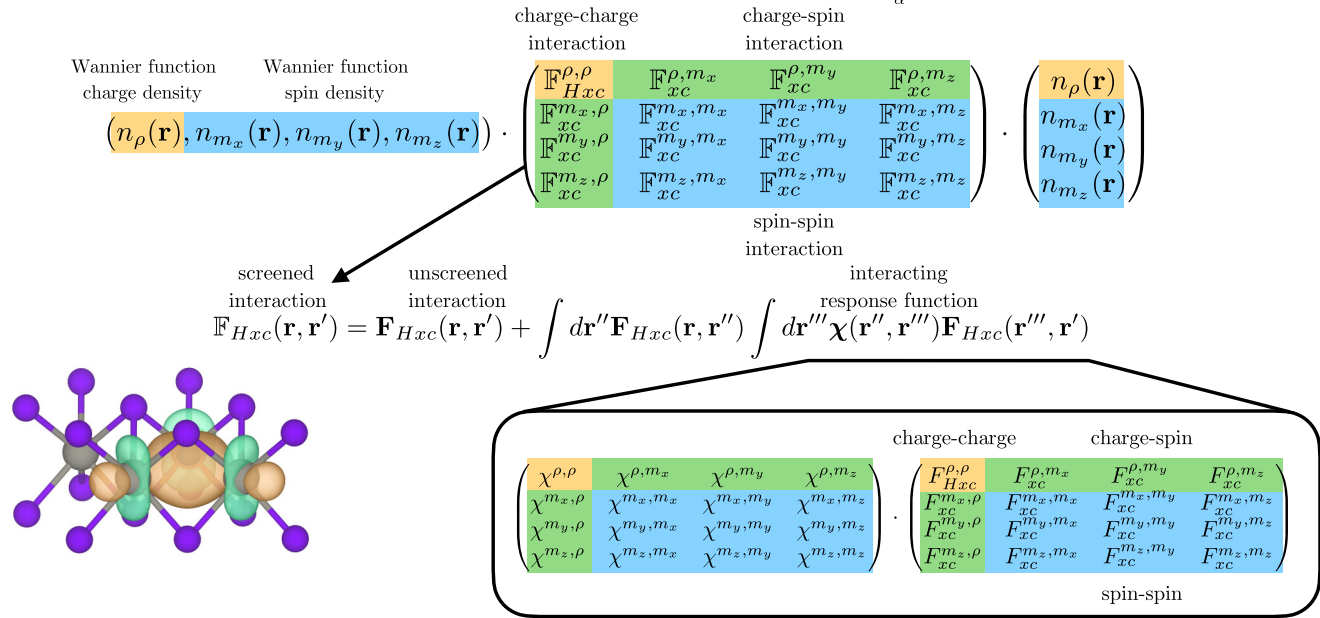 d
charge-charge interaction
charge-spin interaction
Wannier function charge density
Wannier function spin density
(n_ρ(𝐫), n_{m_x}(𝐫), n_{m_y}(𝐫), n_{m_z}(𝐫)) ·
𝔽_{Hxc}^{ρ,ρ} 𝔽_{xc}^{ρ,m_x} 𝔽_{xc}^{ρ,m_y} 𝔽_{xc}^{ρ,m_z}
𝔽_{xc}^{m_x,ρ} 𝔽_{xc}^{m_x,m_x} 𝔽_{xc}^{m_x,m_y} 𝔽_{xc}^{m_x,m_z}
𝔽_{xc}^{m_y,ρ} 𝔽_{xc}^{m_y,m_x} 𝔽_{xc}^{m_y,m_y} 𝔽_{xc}^{m_y,m_z}
𝔽_{xc}^{m_z,ρ} 𝔽_{xc}^{m_z,m_x} 𝔽_{xc}^{m_z,m_y} 𝔽_{xc}^{m_z,m_z}
·
n_ρ(𝐫)
n_{m_x}(𝐫)
n_{m_y}(𝐫)
n_{m_z}(𝐫)
spin-spin interaction
screened interaction
unscreened interaction
interacting response function
𝔽_{Hxc}(𝐫, 𝐫′) = 𝐅_{Hxc}(𝐫, 𝐫′) + ∫ d𝐫″𝐅_{Hxc}(𝐫, 𝐫″) ∫ d𝐫‴𝛘(𝐫″, 𝐫‴)𝐅_{Hxc}(𝐫‴, 𝐫′)
charge-charge
charge-spin
χ^{ρ,ρ} χ^{ρ,m_x} χ^{ρ,m_y} χ^{ρ,m_z}
χ^{m_x,ρ} χ^{m_x,m_x} χ^{m_x,m_y} χ^{m_x,m_z}
χ^{m_y,ρ} χ^{m_y,m_x} χ^{m_y,m_y} χ^{m_y,m_z}
χ^{m_z,ρ} χ^{m_z,m_x} χ^{m_z,m_y} χ^{m_z,m_z}
·
F_{Hxc}^{ρ,ρ} F_{xc}^{ρ,m_x} F_{xc}^{ρ,m_y} F_{xc}^{ρ,m_z}
F_{xc}^{m_x,ρ} F_{xc}^{m_x,m_x} F_{xc}^{m_x,m_y} F_{xc}^{m_x,m_z}
F_{xc}^{m_y,ρ} F_{xc}^{m_y,m_x} F_{xc}^{m_y,m_y} F_{xc}^{m_y,m_z}
F_{xc}^{m_z,ρ} F_{xc}^{m_z,m_x} F_{xc}^{m_z,m_y} F_{xc}^{m_z,m_z}
spin-spin